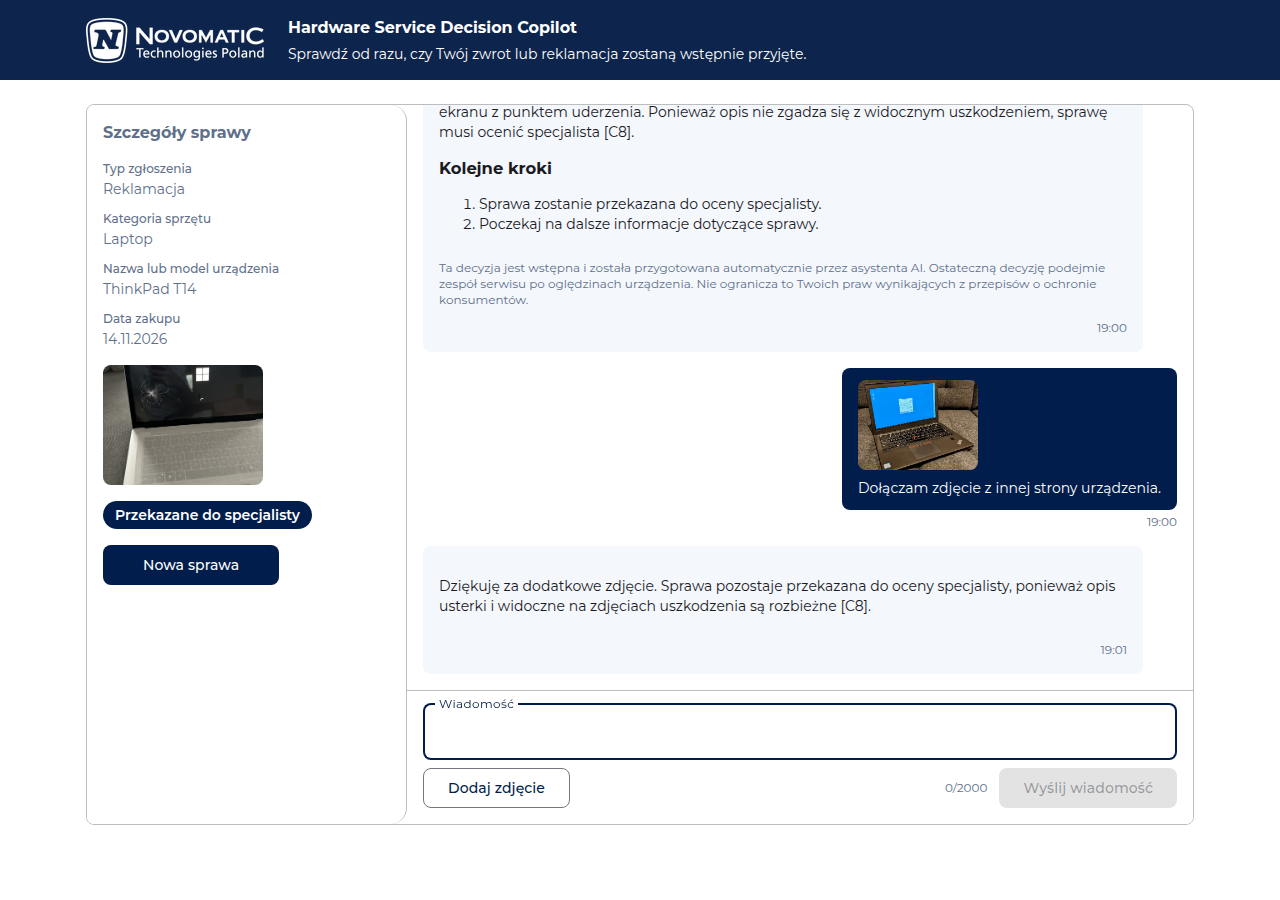 NOVOMATIC
Technologies Poland
Hardware Service Decision Copilot
Sprawdź od razu, czy Twój zwrot lub reklamacja zostaną wstępnie przyjęte.
Szczegóły sprawy
Typ zgłoszenia
Reklamacja
Kategoria sprzętu
Laptop
Nazwa lub model urządzenia
ThinkPad T14
Data zakupu
14.11.2026
Przekazane do specjalisty
Nowa sprawa
ekranu z punktem uderzenia. Ponieważ opis nie zgadza się z widocznym uszkodzeniem, sprawę
musi ocenić specjalista [C8].
Kolejne kroki
1. Sprawa zostanie przekazana do oceny specjalisty.
2. Poczekaj na dalsze informacje dotyczące sprawy.
Ta decyzja jest wstępna i została przygotowana automatycznie przez asystenta AI. Ostateczną decyzję podejmie
zespół serwisu po oględzinach urządzenia. Nie ogranicza to Twoich praw wynikających z przepisów o ochronie
konsumentów.
19:00
Dołączam zdjęcie z innej strony urządzenia.
19:00
Dziękuję za dodatkowe zdjęcie. Sprawa pozostaje przekazana do oceny specjalisty, ponieważ opis
usterki i widoczne na zdjęciach uszkodzenia są rozbieżne [C8].
19:01
Wiadomość
Dodaj zdjęcie
0/2000
Wyślij wiadomość